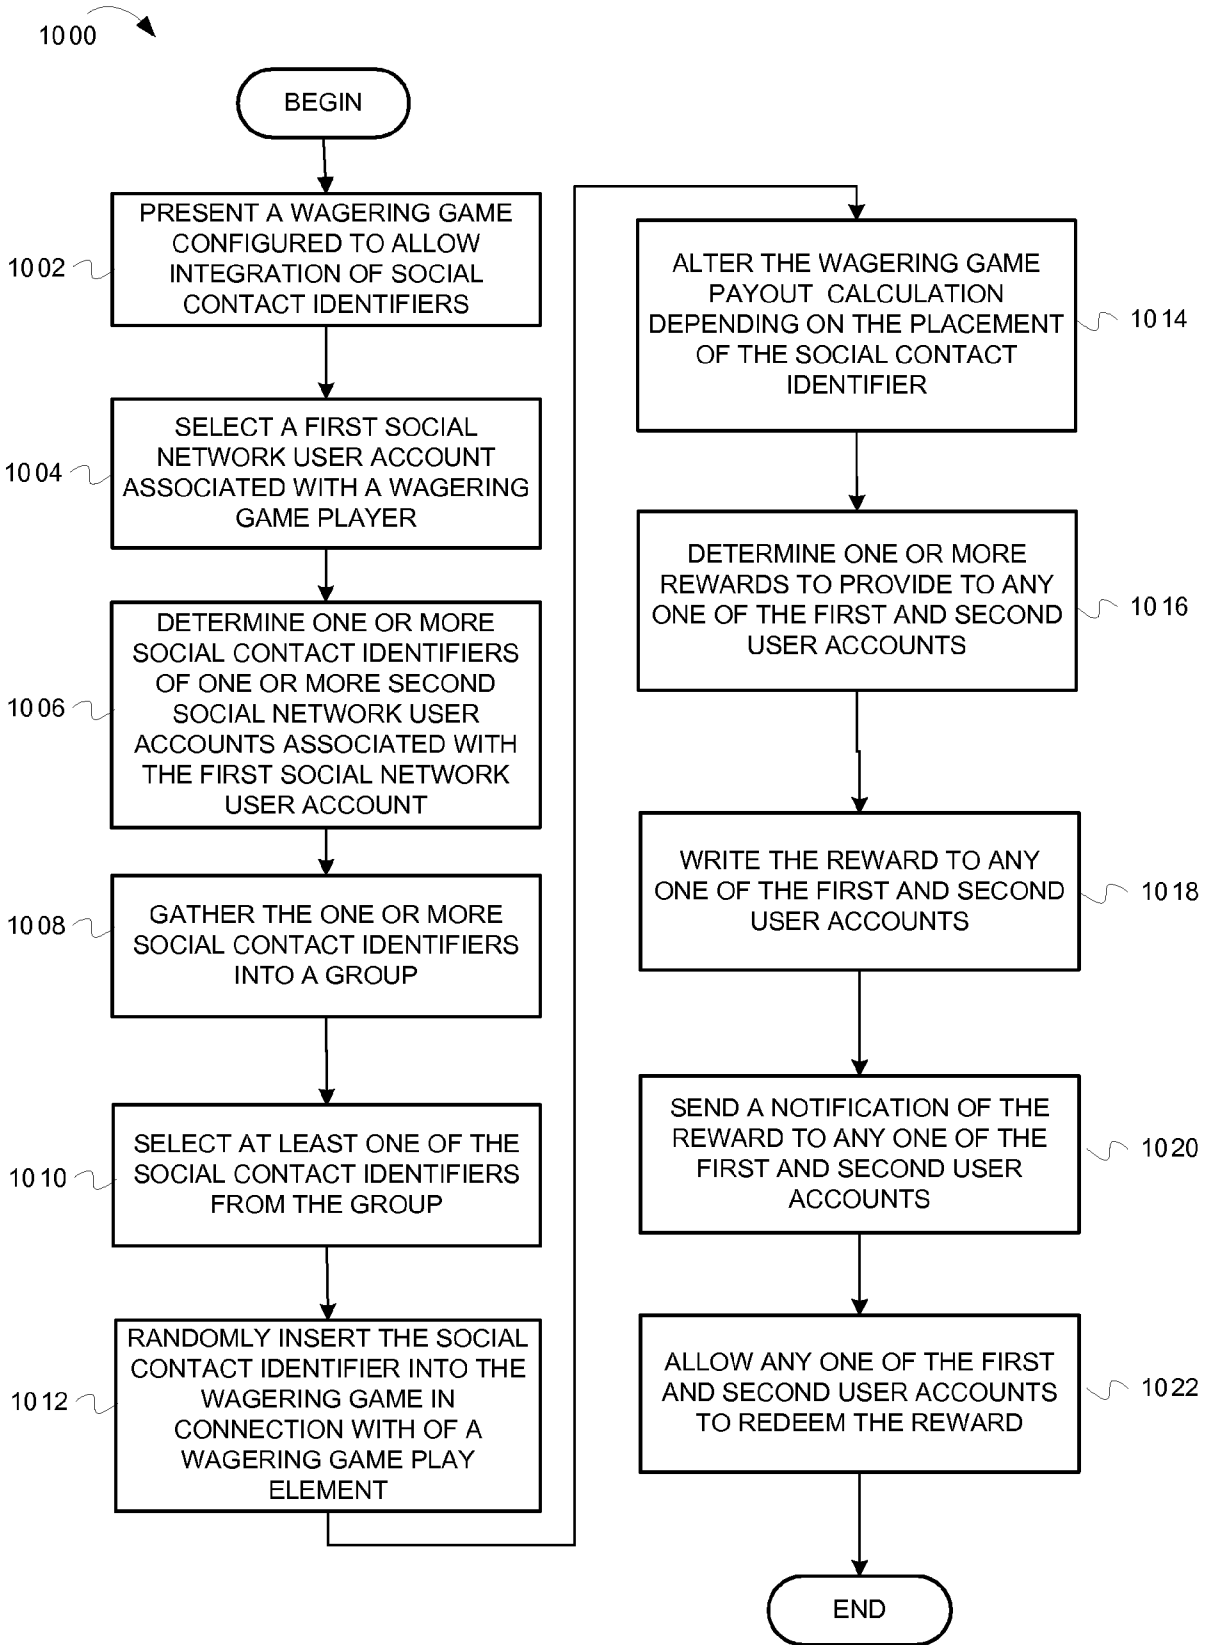 1000
BEGIN
PRESENT A WAGERING GAME
CONFIGURED TO ALLOW
INTEGRATION OF SOCIAL
CONTACT IDENTIFIERS
1002
SELECT A FIRST SOCIAL
NETWORK USER ACCOUNT
ASSOCIATED WITH A WAGERING
GAME PLAYER
1004
DETERMINE ONE OR MORE
SOCIAL CONTACT IDENTIFIERS
OF ONE OR MORE SECOND
SOCIAL NETWORK USER
ACCOUNTS ASSOCIATED WITH
THE FIRST SOCIAL NETWORK
USER ACCOUNT
1006
GATHER THE ONE OR MORE
SOCIAL CONTACT IDENTIFIERS
INTO A GROUP
1008
SELECT AT LEAST ONE OF THE
SOCIAL CONTACT IDENTIFIERS
FROM THE GROUP
1010
RANDOMLY INSERT THE SOCIAL
CONTACT IDENTIFIER INTO THE
WAGERING GAME IN
CONNECTION WITH OF A
WAGERING GAME PLAY
ELEMENT
1012
ALTER THE WAGERING GAME
PAYOUT CALCULATION
DEPENDING ON THE PLACEMENT
OF THE SOCIAL CONTACT
IDENTIFIER
1014
DETERMINE ONE OR MORE
REWARDS TO PROVIDE TO ANY
ONE OF THE FIRST AND SECOND
USER ACCOUNTS
1016
WRITE THE REWARD TO ANY
ONE OF THE FIRST AND SECOND
USER ACCOUNTS
1018
SEND A NOTIFICATION OF THE
REWARD TO ANY ONE OF THE
FIRST AND SECOND USER
ACCOUNTS
1020
ALLOW ANY ONE OF THE FIRST
AND SECOND USER ACCOUNTS
TO REDEEM THE REWARD
1022
END